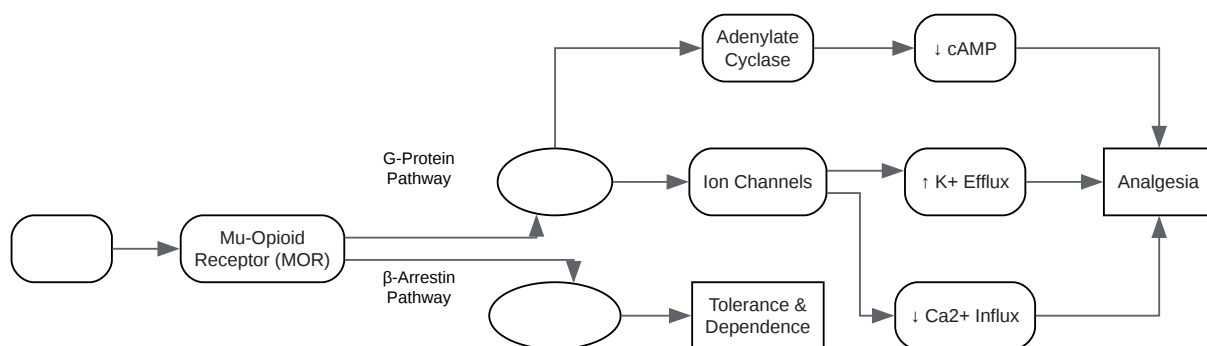 Adenylate
Cyclase
↓ cAMP
G-Protein
Pathway
Ion Channels
↑ K+ Efflux
Analgesia
Mu-Opioid
Receptor (MOR)
β-Arrestin
Pathway
Tolerance &
Dependence
↓ Ca2+ Influx